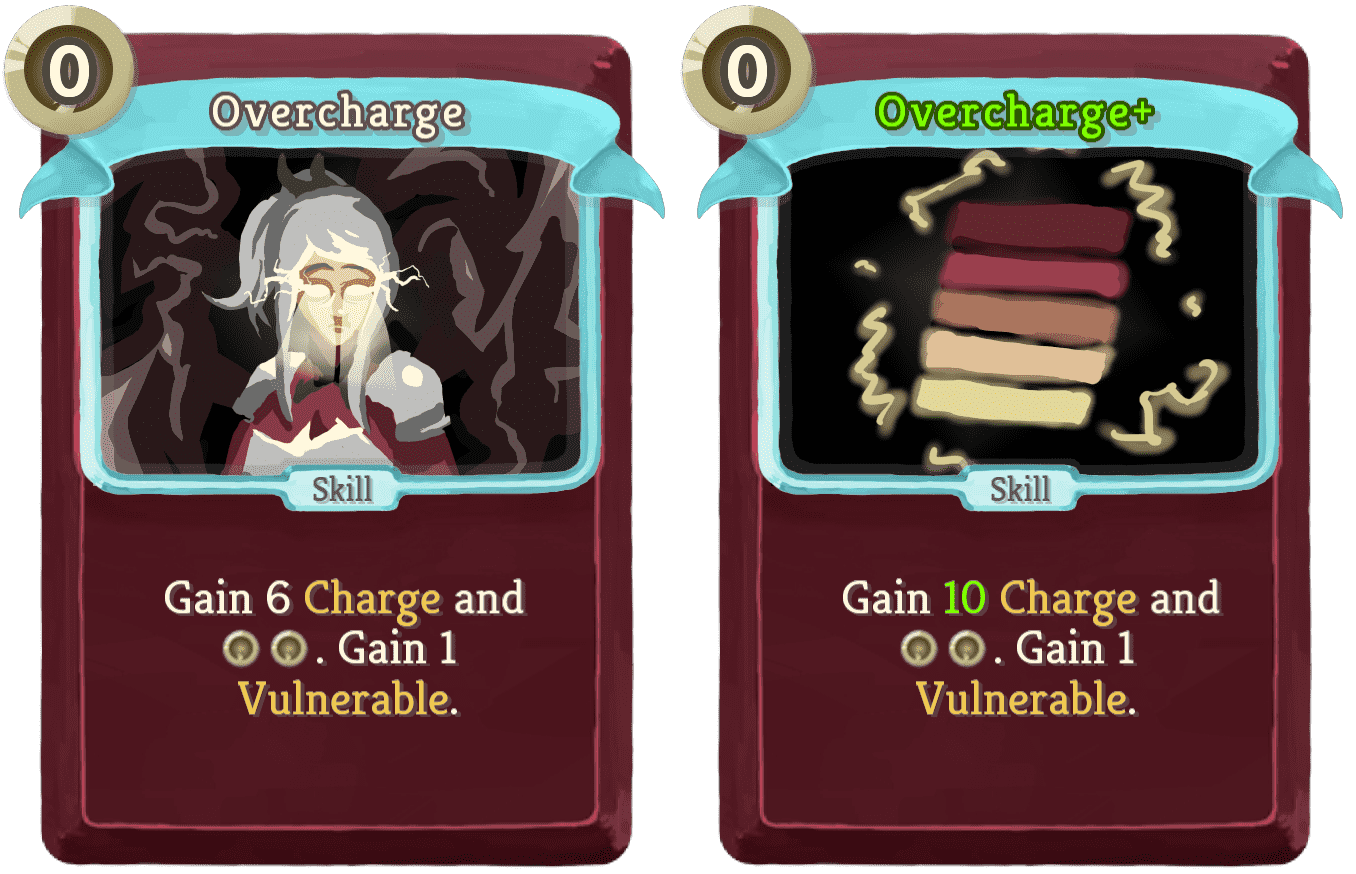 0
Overcharge
Skill
Gain 6 Charge and
. Gain 1
Vulnerable.
0
Overcharge+
Skill
Gain 10 Charge and
. Gain 1
Vulnerable.